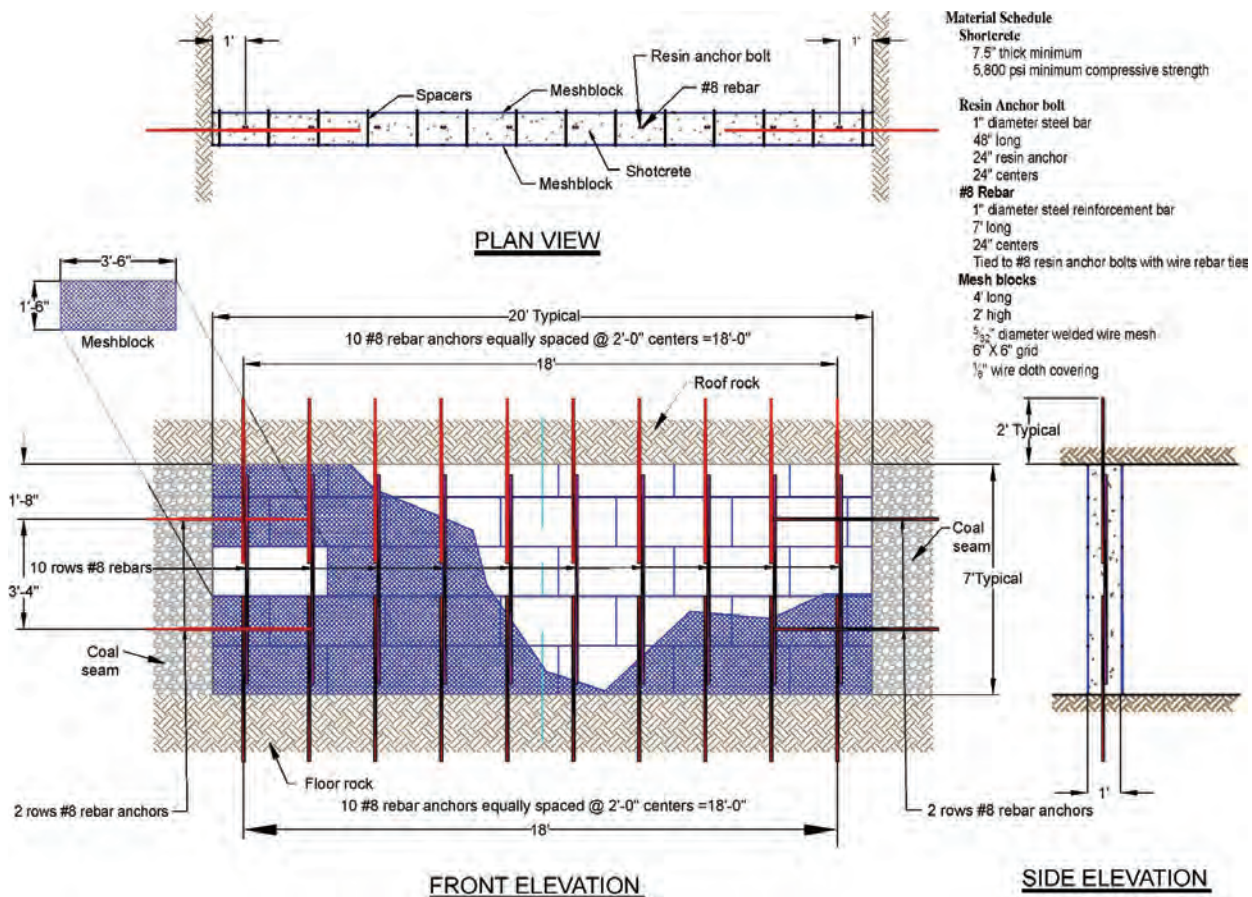 Material Schedule
Shortcrete
7.5" thick minimum
5,800 psi minimum compressive strength
Resin Anchor bolt
1" diameter steel bar
48" long
24" resin anchor
24" centers
#8 Rebar
1" diameter steel reinforcement bar
7' long
24" centers
Tied to #8 resin anchor bolts with wire rebar ties
Mesh blocks
4' long
2' high
5/32" diameter welded wire mesh
6" X 6" grid
1/8" wire cloth covering
1'
1'
Resin anchor bolt
Meshblock
#8 rebar
Spacers
Shotcrete
Meshblock
PLAN VIEW
3'-6"
1'-6"
Meshblock
20' Typical
10 #8 rebar anchors equally spaced @ 2'-0" centers =18'-0"
18'
Roof rock
2' Typical
1'-8"
Coal
seam
10 rows #8 rebars
7'Typical
3'-4"
Coal
seam
Floor rock
2 rows #8 rebar anchors
10 #8 rebar anchors equally spaced @ 2'-0" centers =18'-0"
2 rows #8 rebar anchors
1'
18'
FRONT ELEVATION
SIDE ELEVATION